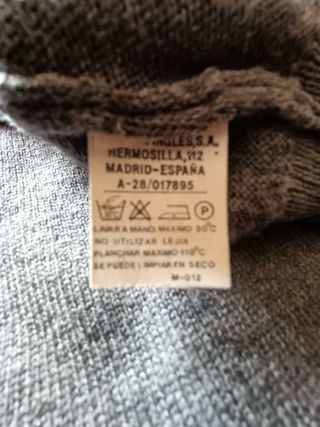 INGLES, S.A.
HERMOSILLA, 112
MADRID-ESPAÑA
A-28/017895
P
LAVAR A MANO. MAXIMO 30°C
NO UTILIZAR LEJIA
PLANCHAR MAXIMO 110°C
SE PUEDE LIMPIAR EN SECO
M-012